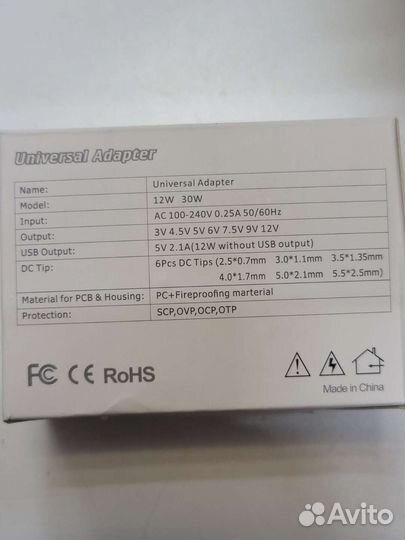 Universal Adapter
Name: Universal Adapter
Model: 12W 30W
Input: AC 100-240V 0.25A 50/60Hz
Output: 3V 4.5V 5V 6V 7.5V 9V 12V
USB Output: 5V 2.1A(12W without USB output)
DC Tip: 6Pcs DC Tips (2.5*0.7mm 3.0*1.1mm 3.5*1.35mm
4.0*1.7mm 5.0*2.1mm 5.5*2.5mm)
Material for PCB & Housing: PC+Fireproofing marterial
Protection: SCP,OVP,OCP,OTP
FC CE RoHS
Made in China
Avito